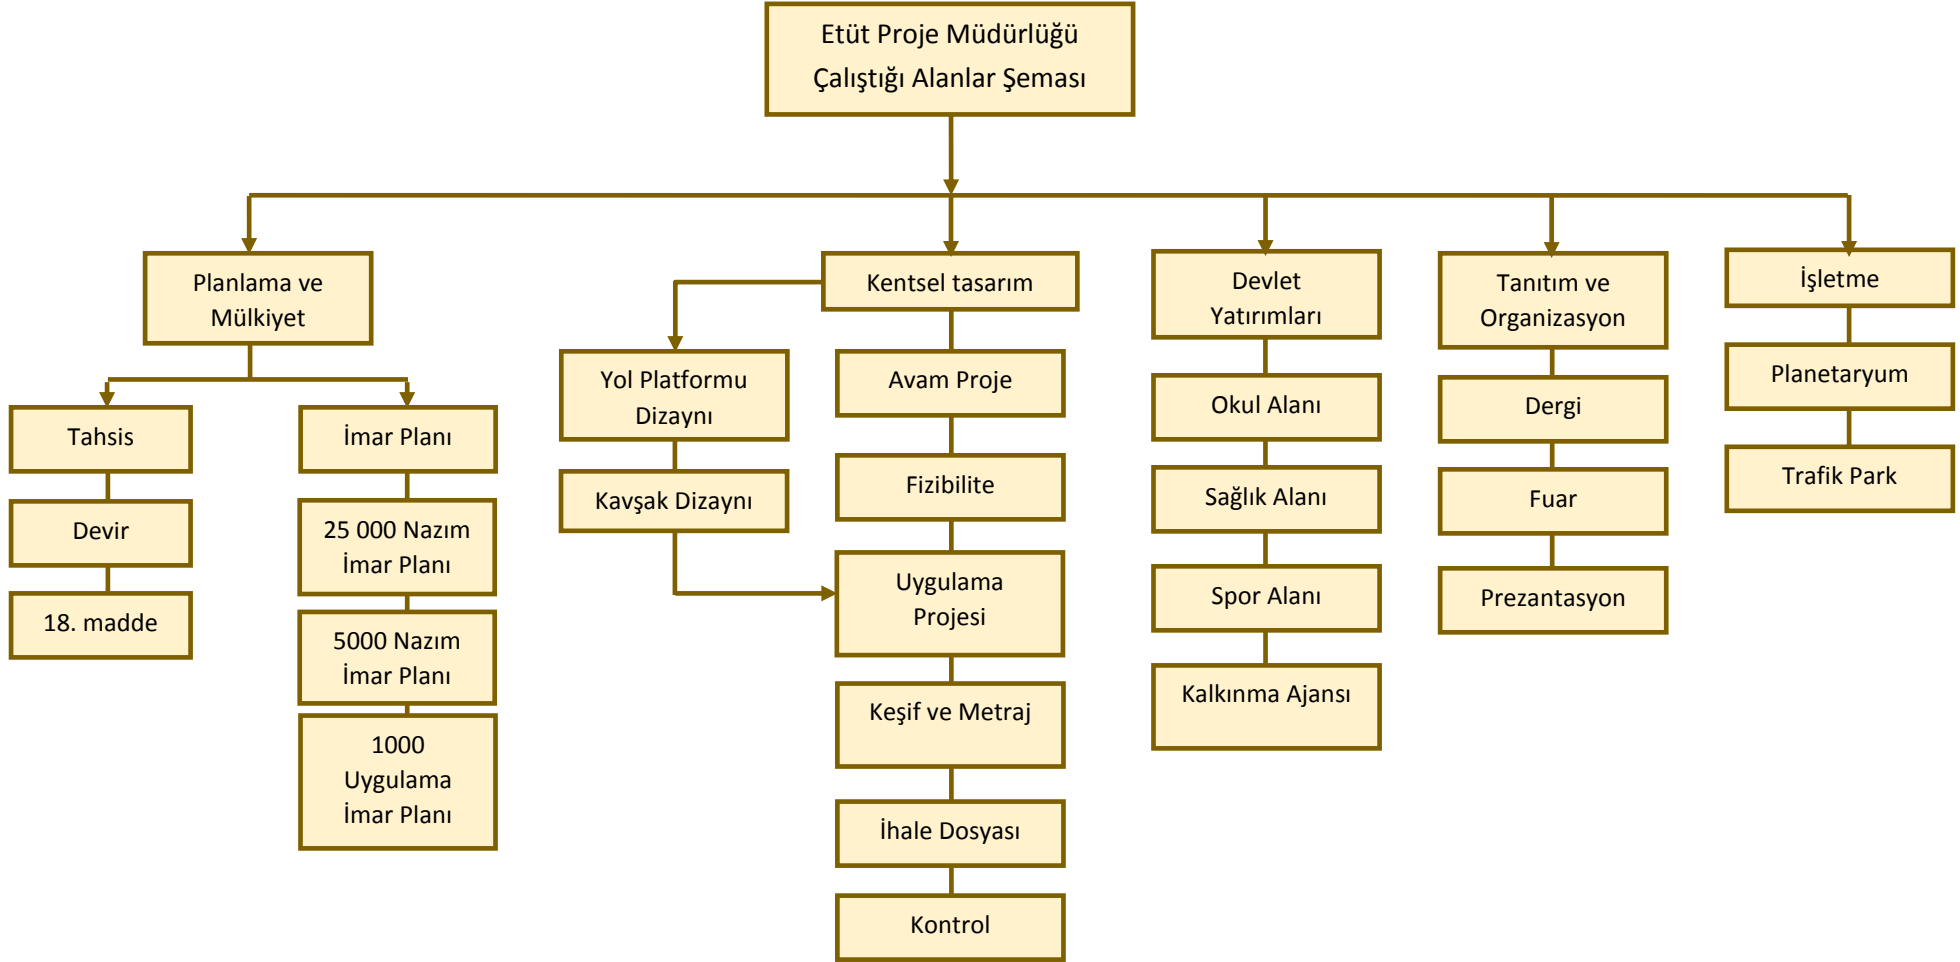 Etüt Proje Müdürlüğü
Çalıştığı Alanlar Şeması
Planlama ve
Mülkiyet
Tahsis
Devir
18. madde
İmar Planı
25 000 Nazım
İmar Planı
5000 Nazım
İmar Planı
1000
Uygulama
İmar Planı
Kentsel tasarım
Yol Platformu
Dizaynı
Kavşak Dizaynı
Avam Proje
Fizibilite
Uygulama
Projesi
Keşif ve Metraj
İhale Dosyası
Kontrol
Devlet
Yatırımları
Okul Alanı
Sağlık Alanı
Spor Alanı
Kalkınma Ajansı
Tanıtım ve
Organizasyon
Dergi
Fuar
Prezantasyon
İşletme
Planetaryum
Trafik Park